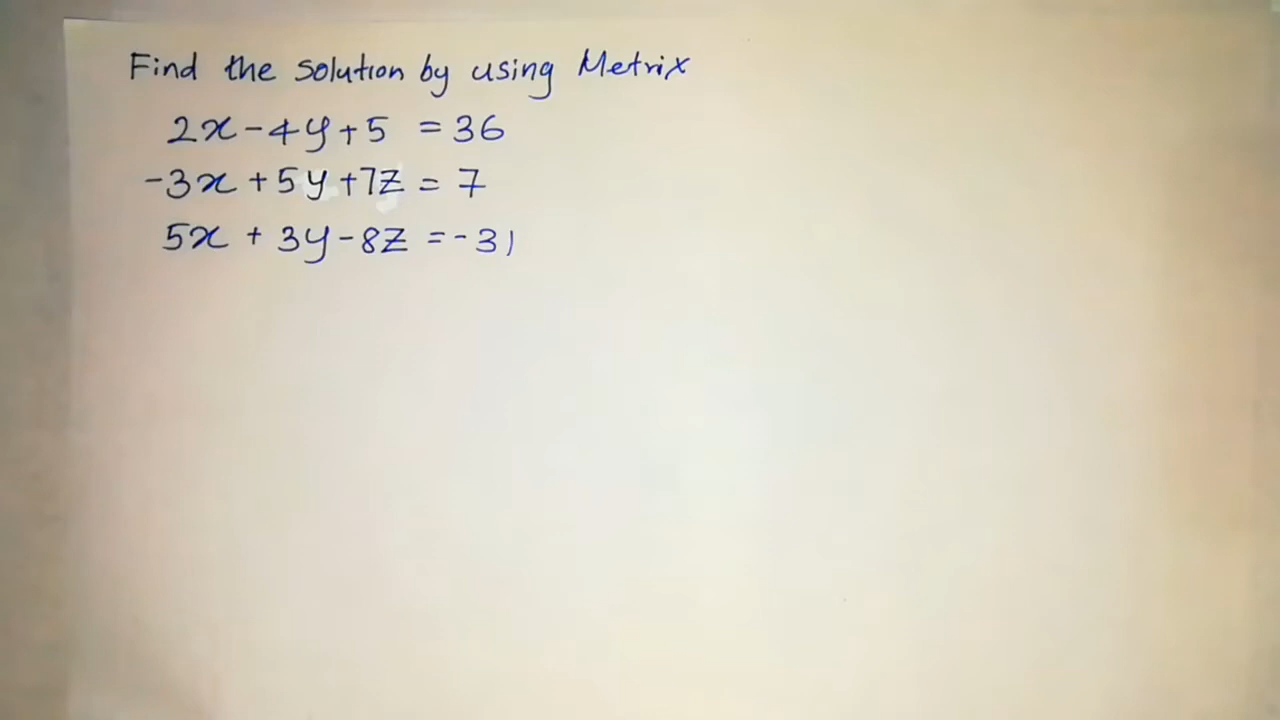 Find the solution by using Metrix
2x - 4y + 5 = 36
-3x + 5y + 7z = 7
5x + 3y - 8z = -31